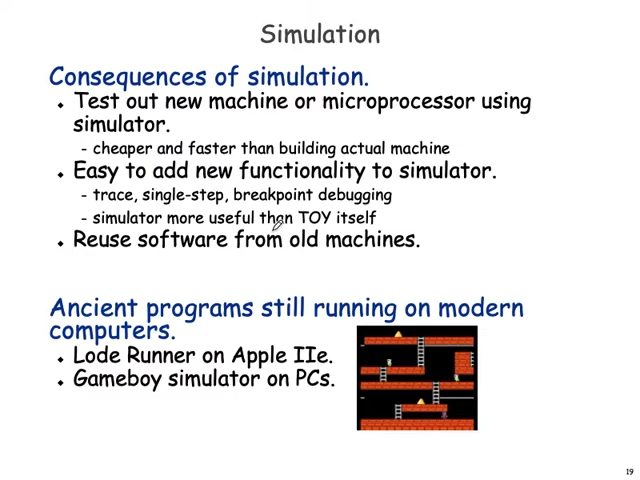 Simulation
Consequences of simulation.
Test out new machine or microprocessor using
simulator.
- cheaper and faster than building actual machine
Easy to add new functionality to simulator.
- trace, single-step, breakpoint debugging
- simulator more useful than TOY itself
Reuse software from old machines.
Ancient programs still running on modern
computers.
Lode Runner on Apple IIe.
Gameboy simulator on PCs.
19